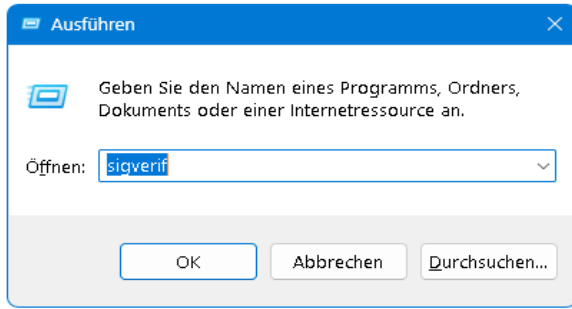 Ausführen
Geben Sie den Namen eines Programms, Ordners,
Dokuments oder einer Internetressource an.
Öffnen: sigverif
OK Abbrechen Durchsuchen...